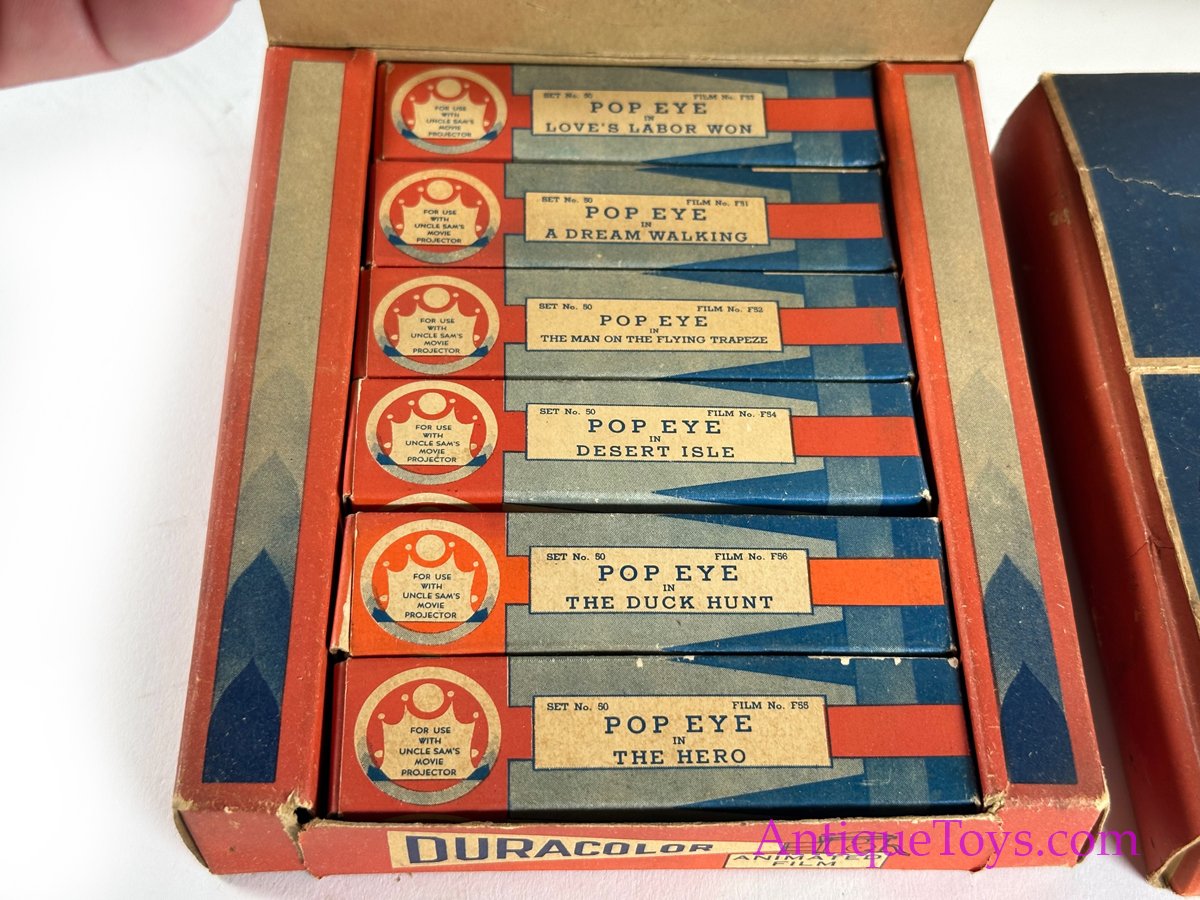 FOR USE
WITH
UNCLE SAM'S
MOVIE
PROJECTOR
SET No. 50 FILM No. F53
POP EYE
IN
LOVE'S LABOR WON
FOR USE
WITH
UNCLE SAM'S
MOVIE
PROJECTOR
SET No. 50 FILM No. F51
POP EYE
IN
A DREAM WALKING
FOR USE
WITH
UNCLE SAM'S
MOVIE
PROJECTOR
SET No. 50 FILM No. F52
POP EYE
IN
THE MAN ON THE FLYING TRAPEZE
FOR USE
WITH
UNCLE SAM'S
MOVIE
PROJECTOR
SET No. 50 FILM No. F54
POP EYE
IN
DESERT ISLE
FOR USE
WITH
UNCLE SAM'S
MOVIE
PROJECTOR
SET No. 50 FILM No. F56
POP EYE
IN
THE DUCK HUNT
FOR USE
WITH
UNCLE SAM'S
MOVIE
PROJECTOR
SET No. 50 FILM No. F55
POP EYE
IN
THE HERO
DURACOLOR
ANIMATED
FILM
AntiqueToys.com